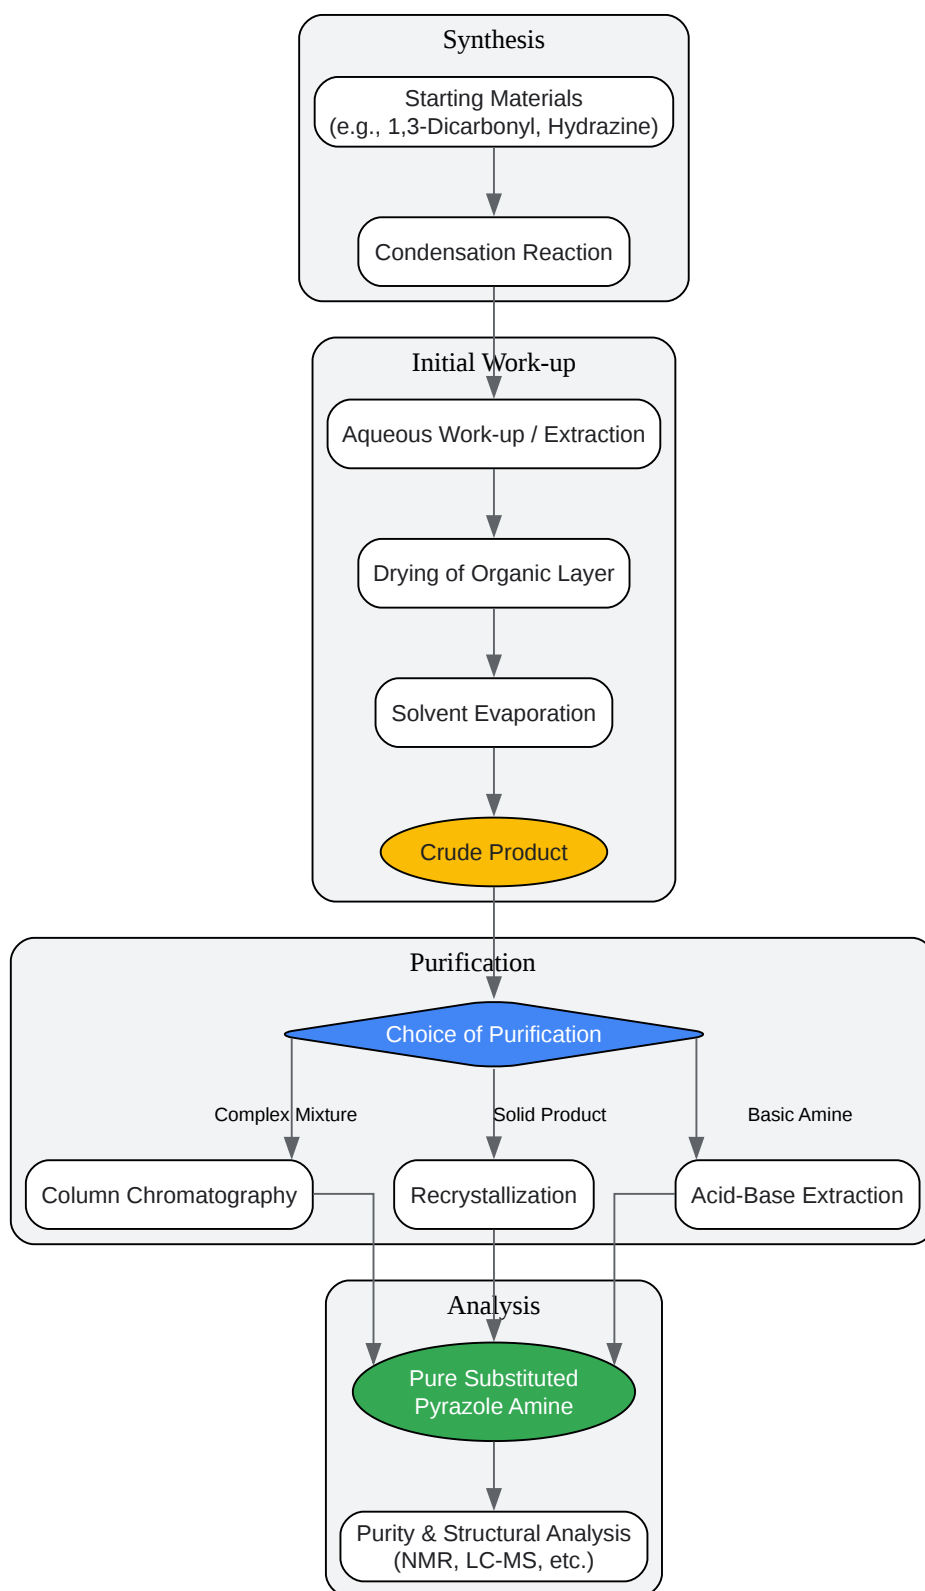 Synthesis
Starting Materials
(e.g., 1,3-Dicarbonyl, Hydrazine)
Condensation Reaction
Initial Work-up
Aqueous Work-up / Extraction
Drying of Organic Layer
Solvent Evaporation
Crude Product
Purification
Choice of Purification
Complex Mixture
Solid Product
Basic Amine
Column Chromatography
Recrystallization
Acid-Base Extraction
Analysis
Pure Substituted
Pyrazole Amine
Purity & Structural Analysis
(NMR, LC-MS, etc.)